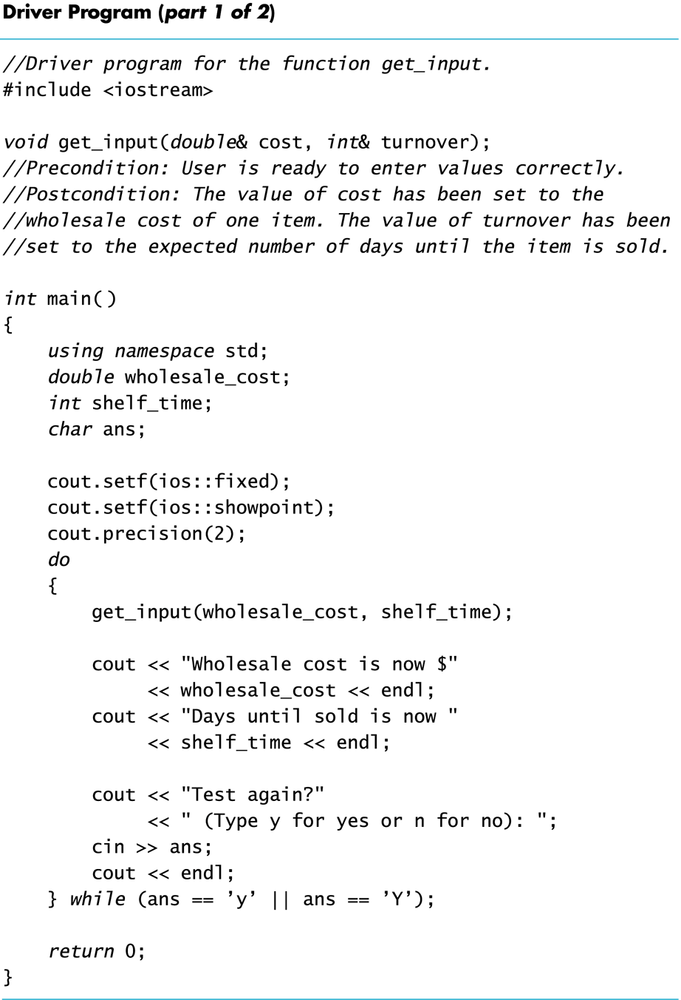 Driver Program (part 1 of 2)
//Driver program for the function get_input.
#include <iostream>
void get_input(double& cost, int& turnover);
//Precondition: User is ready to enter values correctly.
//Postcondition: The value of cost has been set to the
//wholesale cost of one item. The value of turnover has been
//set to the expected number of days until the item is sold.
int main()
{
    using namespace std;
    double wholesale_cost;
    int shelf_time;
    char ans;
    cout.setf(ios::fixed);
    cout.setf(ios::showpoint);
    cout.precision(2);
    do
    {
        get_input(wholesale_cost, shelf_time);
        cout << "Wholesale cost is now $"
             << wholesale_cost << endl;
        cout << "Days until sold is now "
             << shelf_time << endl;
        cout << "Test again?"
             << " (Type y for yes or n for no): ";
        cin >> ans;
        cout << endl;
    } while (ans == ’y’ || ans == ’Y’);
    return 0;
}